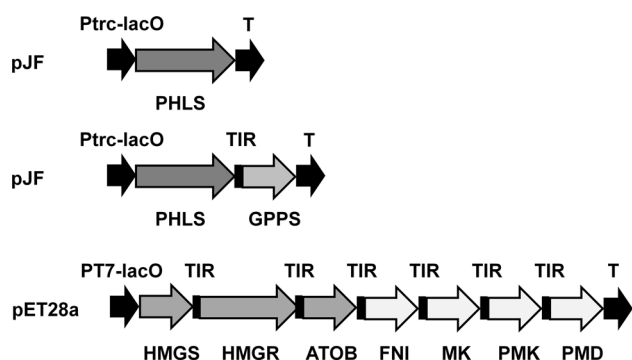 Ptrc-lacO T
pJF
PHLS
Ptrc-lacO TIR T
pJF
PHLS GPPS
PT7-lacO TIR TIR TIR TIR TIR TIR T
pET28a
HMGS HMGR ATOB FNI MK PMK PMD